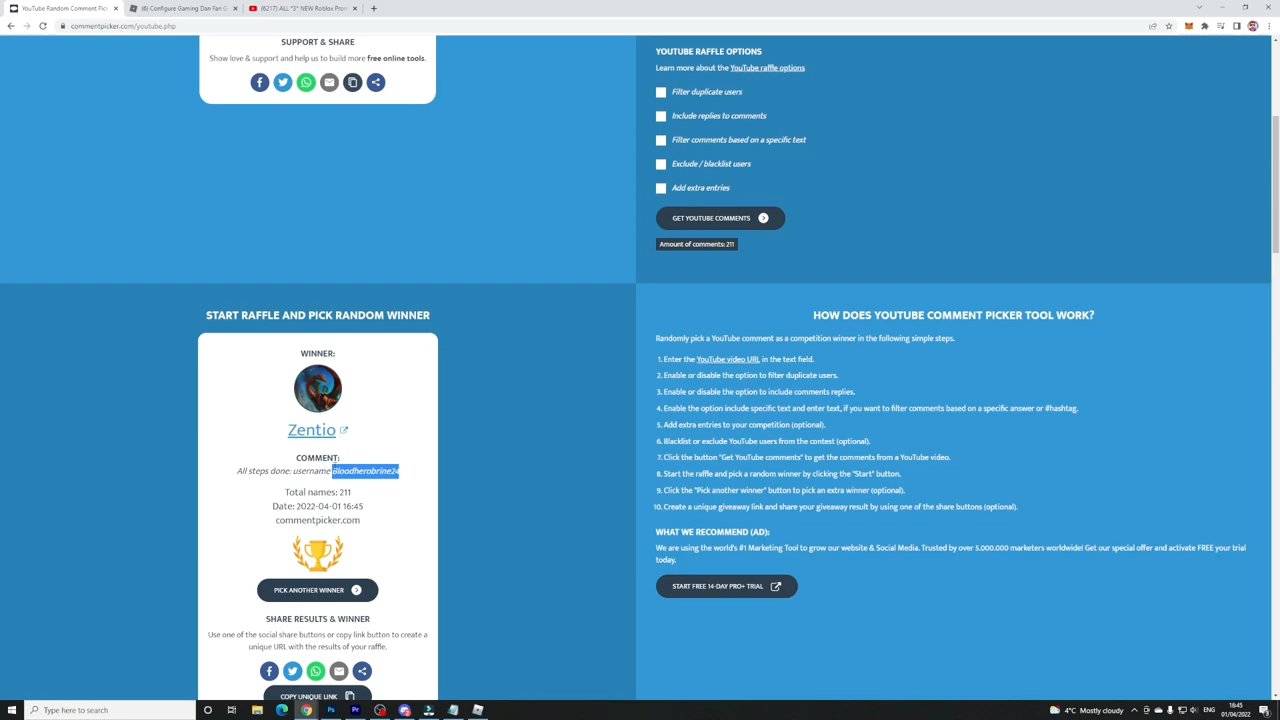 YouTube Random Comment Pic
(6) Configure Gaming Dan Fan G
(6217) ALL *3* NEW Roblox Prom
commentpicker.com/youtube.php
SUPPORT & SHARE
Show love & support and help us to build more free online tools.
YOUTUBE RAFFLE OPTIONS
Learn more about the YouTube raffle options
Filter duplicate users
Include replies to comments
Filter comments based on a specific text
Exclude / blacklist users
Add extra entries
GET YOUTUBE COMMENTS
Amount of comments: 211
START RAFFLE AND PICK RANDOM WINNER
WINNER:
Zentio
COMMENT:
All steps done: username Bloodherobrine24
Total names: 211
Date: 2022-04-01 16:45
commentpicker.com
PICK ANOTHER WINNER
SHARE RESULTS & WINNER
Use one of the social share buttons or copy link button to create a
unique URL with the results of your raffle.
COPY UNIQUE LINK
HOW DOES YOUTUBE COMMENT PICKER TOOL WORK?
Randomly pick a YouTube comment as a competition winner in the following simple steps.
1. Enter the YouTube video URL in the text field.
2. Enable or disable the option to filter duplicate users.
3. Enable or disable the option to include comments replies.
4. Enable the option include specific text and enter text, if you want to filter comments based on a specific answer or #hashtag.
5. Add extra entries to your competition (optional).
6. Blacklist or exclude YouTube users from the contest (optional).
7. Click the button "Get YouTube comments" to get the comments from a YouTube video.
8. Start the raffle and pick a random winner by clicking the "Start" button.
9. Click the "Pick another winner" button to pick an extra winner (optional).
10. Create a unique giveaway link and share your giveaway result by using one of the share buttons (optional).
WHAT WE RECOMMEND (AD):
We are using the world's #1 Marketing Tool to grow our website & Social Media. Trusted by over 5.000.000 marketers worldwide! Get our special offer and activate FREE your trial
today.
START FREE 14-DAY PRO+ TRIAL
Type here to search
4°C Mostly cloudy
ENG
16:45
01/04/2022